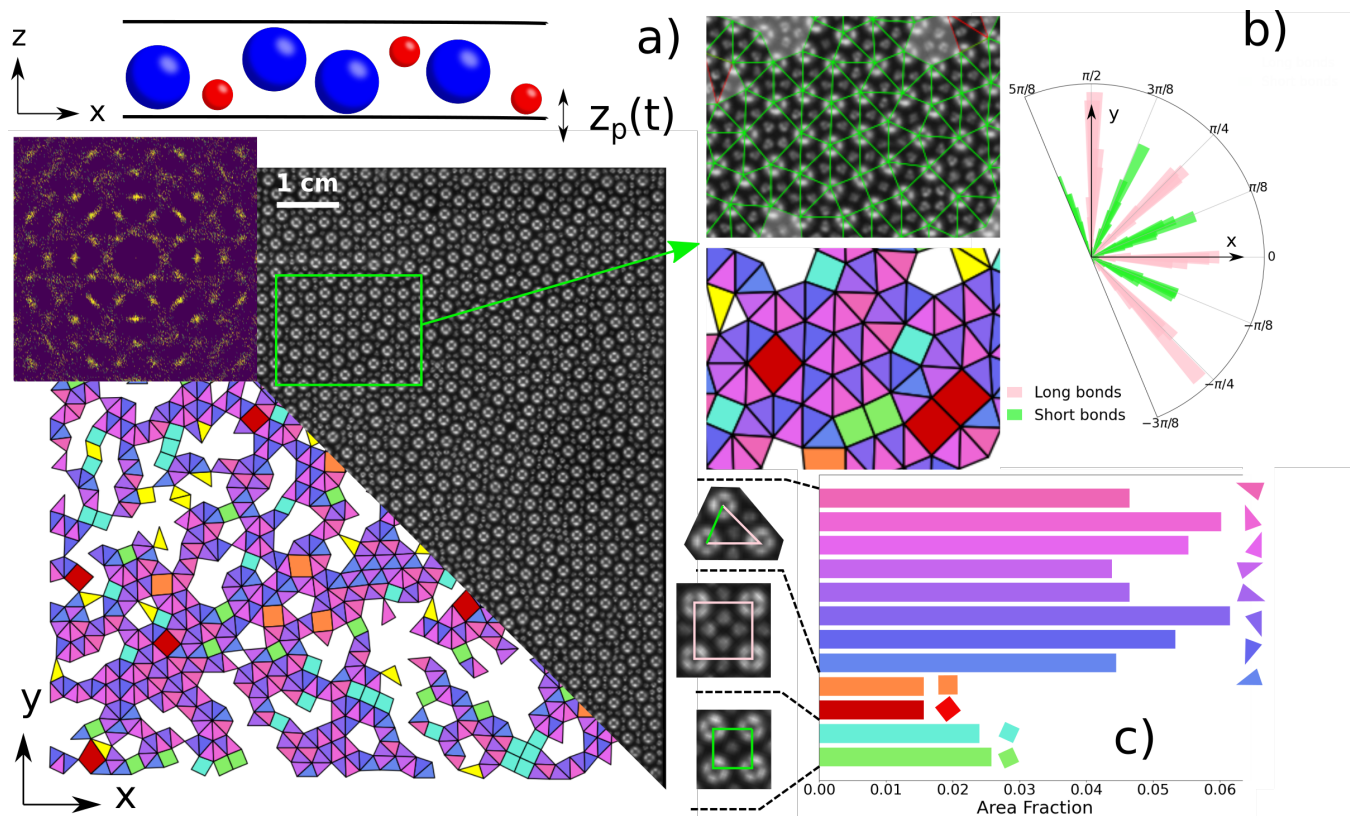 a)
z
x
z_p(t)
1 cm
y
x
b)
5π/8
π/2
3π/8
π/4
π/8
0
−π/8
−π/4
−3π/8
y
x
Long bonds
Short bonds
c)
0.00 0.01 0.02 0.03 0.04 0.05 0.06
Area Fraction